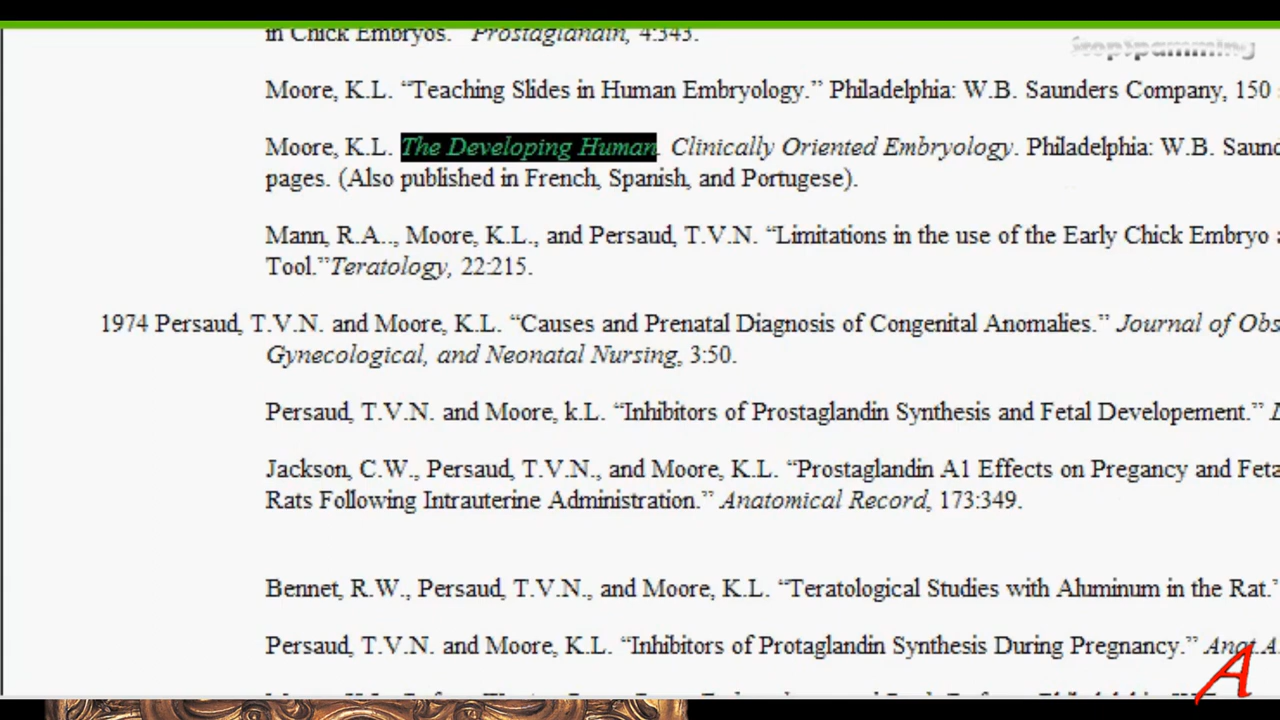 in Chick Embryos." Prostaglandin, 4:343.
Moore, K.L. “Teaching Slides in Human Embryology.” Philadelphia: W.B. Saunders Company, 150
Moore, K.L. The Developing Human. Clinically Oriented Embryology. Philadelphia: W.B.
pages. (Also published in French, Spanish, and Portugese).
Mann, R.A.., Moore, K.L., and Persaud, T.V.N. “Limitations in the use of the Early Chick Embryo
Tool.”Teratology, 22:215.
1974 Persaud, T.V.N. and Moore, K.L. “Causes and Prenatal Diagnosis of Congenital Anomalies.” Journal of Obs
Gynecological, and Neonatal Nursing, 3:50.
Persaud, T.V.N. and Moore, k.L. “Inhibitors of Prostaglandin Synthesis and Fetal Developement.”
Jackson, C.W., Persaud, T.V.N., and Moore, K.L. “Prostaglandin A1 Effects on Pregancy and Feta
Rats Following Intrauterine Administration.” Anatomical Record, 173:349.
Bennet, R.W., Persaud, T.V.N., and Moore, K.L. “Teratological Studies with Aluminum in the Rat.”
Persaud, T.V.N. and Moore, K.L. “Inhibitors of Protaglandin Synthesis During Pregnancy.” Anat.A
A